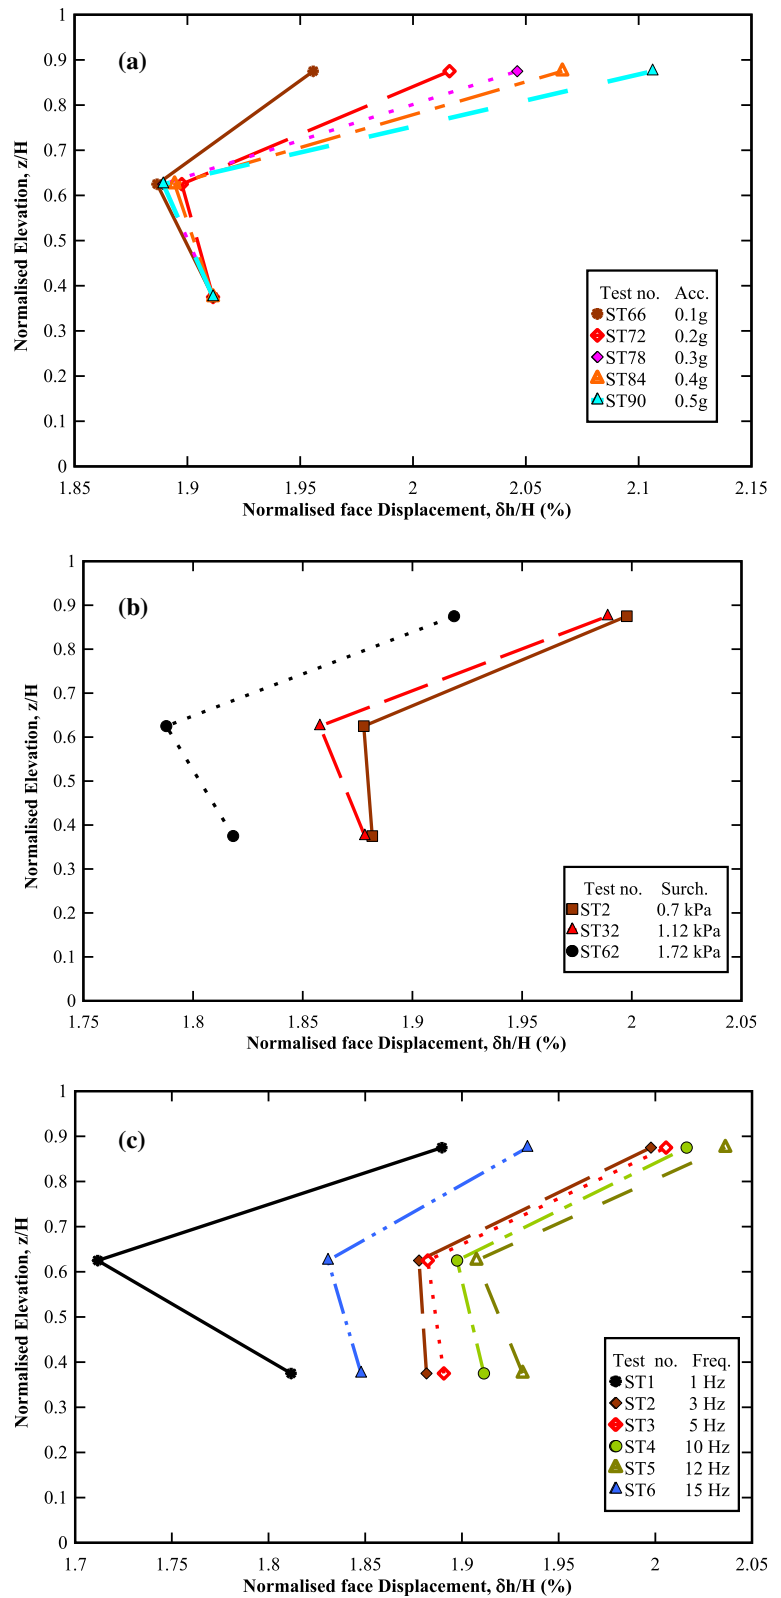 (a)
Normalised Elevation, z/H
1
0.9
0.8
0.7
0.6
0.5
0.4
0.3
0.2
0.1
0
1.85 1.9 1.95 2 2.05 2.1 2.15
Normalised face Displacement, δh/H (%)
Test no. Acc.
ST66 0.1g
ST72 0.2g
ST78 0.3g
ST84 0.4g
ST90 0.5g
(b)
Normalised Elevation, z/H
1
0.9
0.8
0.7
0.6
0.5
0.4
0.3
0.2
0.1
0
1.75 1.8 1.85 1.9 1.95 2 2.05
Normalised face Displacement, δh/H (%)
Test no. Surch.
ST2 0.7 kPa
ST32 1.12 kPa
ST62 1.72 kPa
(c)
Normalised Elevation, z/H
1
0.9
0.8
0.7
0.6
0.5
0.4
0.3
0.2
0.1
0
1.7 1.75 1.8 1.85 1.9 1.95 2 2.05
Normalised face Displacement, δh/H (%)
Test no. Freq.
ST1 1 Hz
ST2 3 Hz
ST3 5 Hz
ST4 10 Hz
ST5 12 Hz
ST6 15 Hz